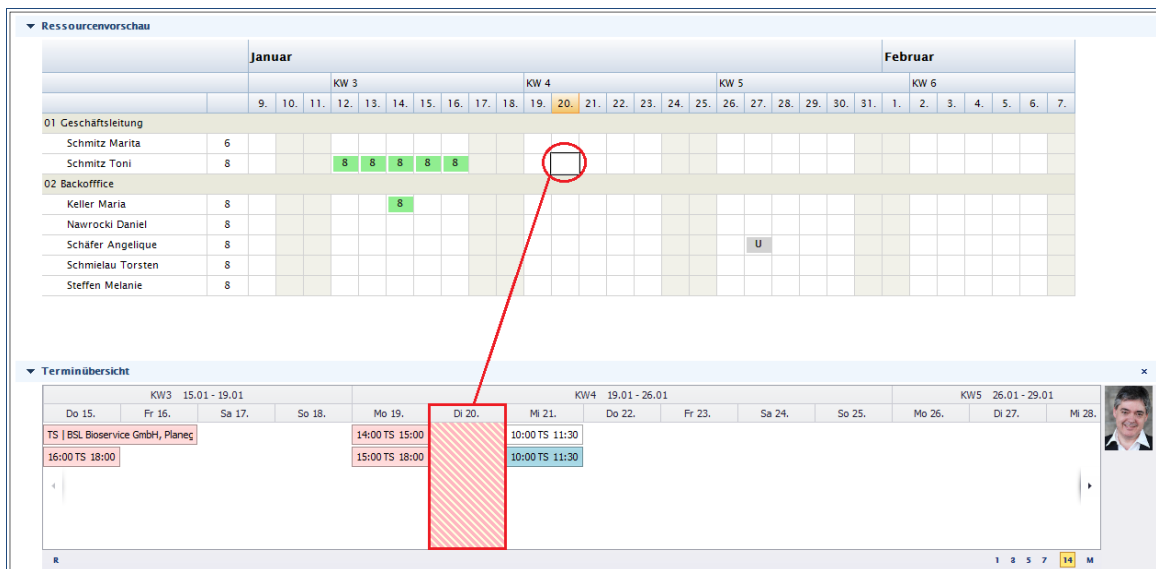 Ressourcenvorschau
Januar Februar
KW 3 KW 4 KW 5 KW 6
9. 10. 11. 12. 13. 14. 15. 16. 17. 18. 19. 20. 21. 22. 23. 24. 25. 26. 27. 28. 29. 30. 31. 1. 2. 3. 4. 5. 6. 7.
01 Geschäftsleitung
Schmitz Marita 6
Schmitz Toni 8 8 8 8 8 8
02 Backofffice
Keller Maria 8 8
Nawrocki Daniel 8
Schäfer Angelique 8 U
Schmielau Torsten 8
Steffen Melanie 8
Terminübersicht ×
KW3 15.01 - 19.01 KW4 19.01 - 26.01 KW5 26.01 - 29.01
Do 15. Fr 16. Sa 17. So 18. Mo 19. Di 20. Mi 21. Do 22. Fr 23. Sa 24. So 25. Mo 26. Di 27. Mi 28.
TS | BSL Bioservice GmbH, Planeg 14:00 TS 15:00 10:00 TS 11:30
16:00 TS 18:00 15:00 TS 18:00 10:00 TS 11:30
R 1 3 5 7 14 M